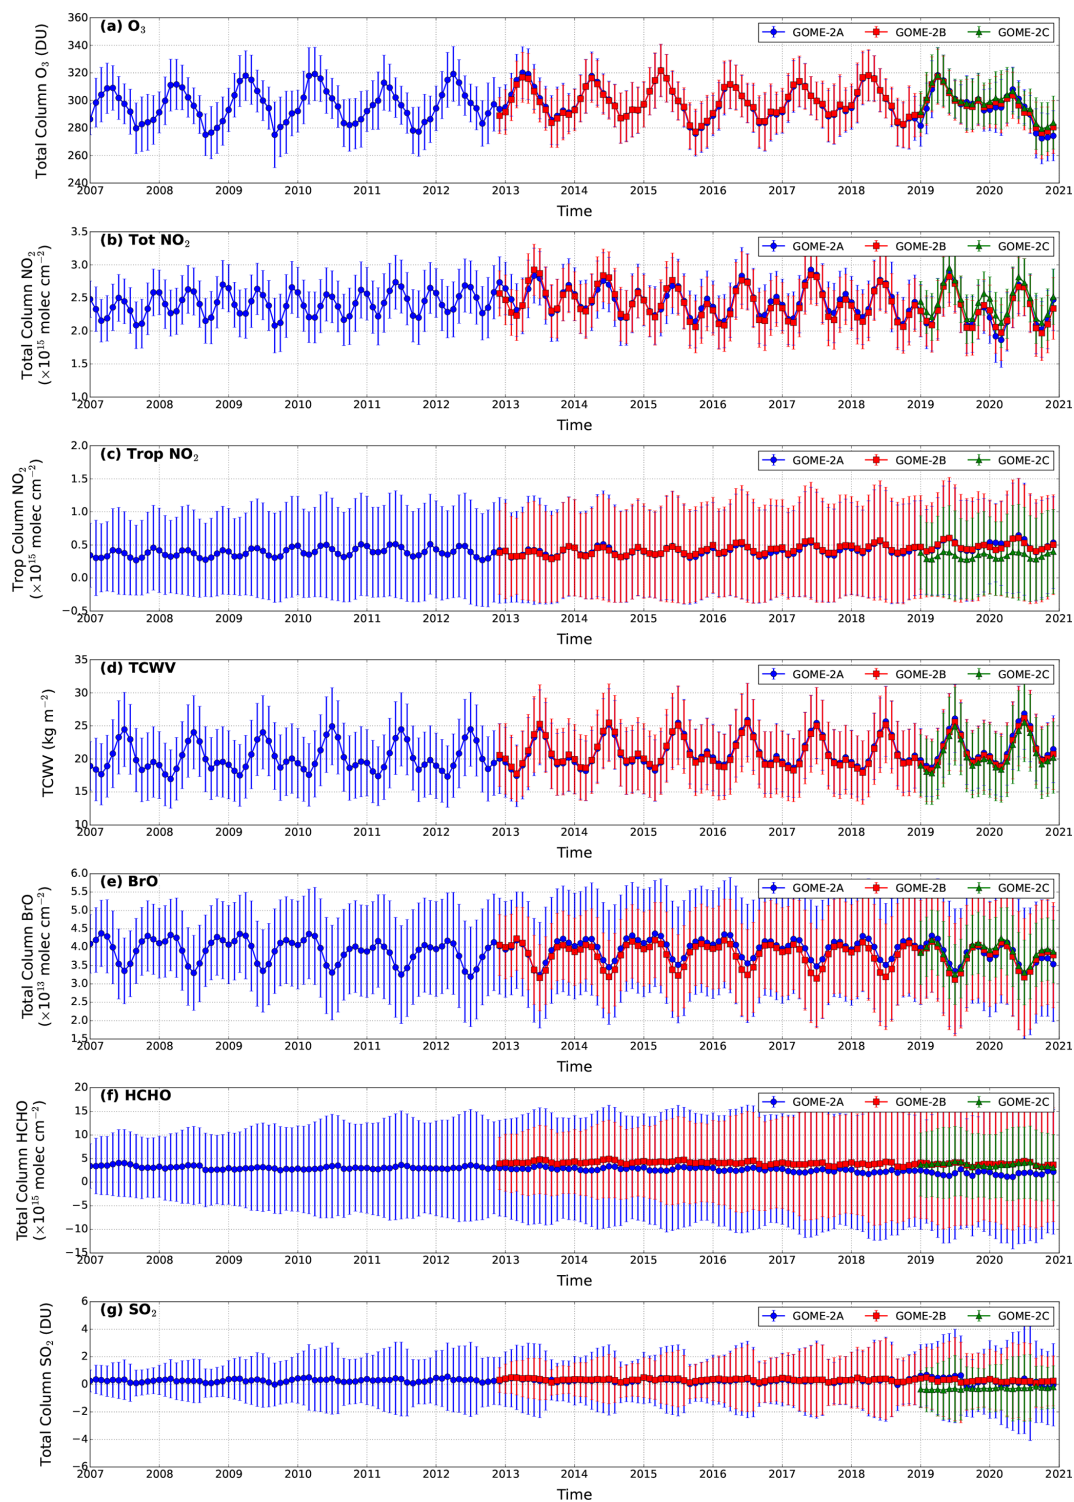 (a) O₃
GOME-2A GOME-2B GOME-2C
Total Column O₃ (DU)
360
340
320
300
280
260
240
2007 2008 2009 2010 2011 2012 2013 2014 2015 2016 2017 2018 2019 2020 2021
Time
(b) Tot NO₂
GOME-2A GOME-2B GOME-2C
Total Column NO₂
(×10¹⁵ molec cm⁻²)
3.5
3.0
2.5
2.0
1.5
1.0
2007 2008 2009 2010 2011 2012 2013 2014 2015 2016 2017 2018 2019 2020 2021
Time
(c) Trop NO₂
GOME-2A GOME-2B GOME-2C
Trop Column NO₂
(×10¹⁵ molec cm⁻²)
2.0
1.5
1.0
0.5
0.0
−0.5
2007 2008 2009 2010 2011 2012 2013 2014 2015 2016 2017 2018 2019 2020 2021
Time
(d) TCWV
GOME-2A GOME-2B GOME-2C
TCWV (kg m⁻²)
35
30
25
20
15
10
2007 2008 2009 2010 2011 2012 2013 2014 2015 2016 2017 2018 2019 2020 2021
Time
(e) BrO
GOME-2A GOME-2B GOME-2C
Total Column BrO
(×10¹³ molec cm⁻²)
6.0
5.5
5.0
4.5
4.0
3.5
3.0
2.5
2.0
1.5
2007 2008 2009 2010 2011 2012 2013 2014 2015 2016 2017 2018 2019 2020 2021
Time
(f) HCHO
GOME-2A GOME-2B GOME-2C
Total Column HCHO
(×10¹⁵ molec cm⁻²)
20
15
10
5
0
−5
−10
−15
2007 2008 2009 2010 2011 2012 2013 2014 2015 2016 2017 2018 2019 2020 2021
Time
(g) SO₂
GOME-2A GOME-2B GOME-2C
Total Column SO₂ (DU)
6
4
2
0
−2
−4
−6
2007 2008 2009 2010 2011 2012 2013 2014 2015 2016 2017 2018 2019 2020 2021
Time